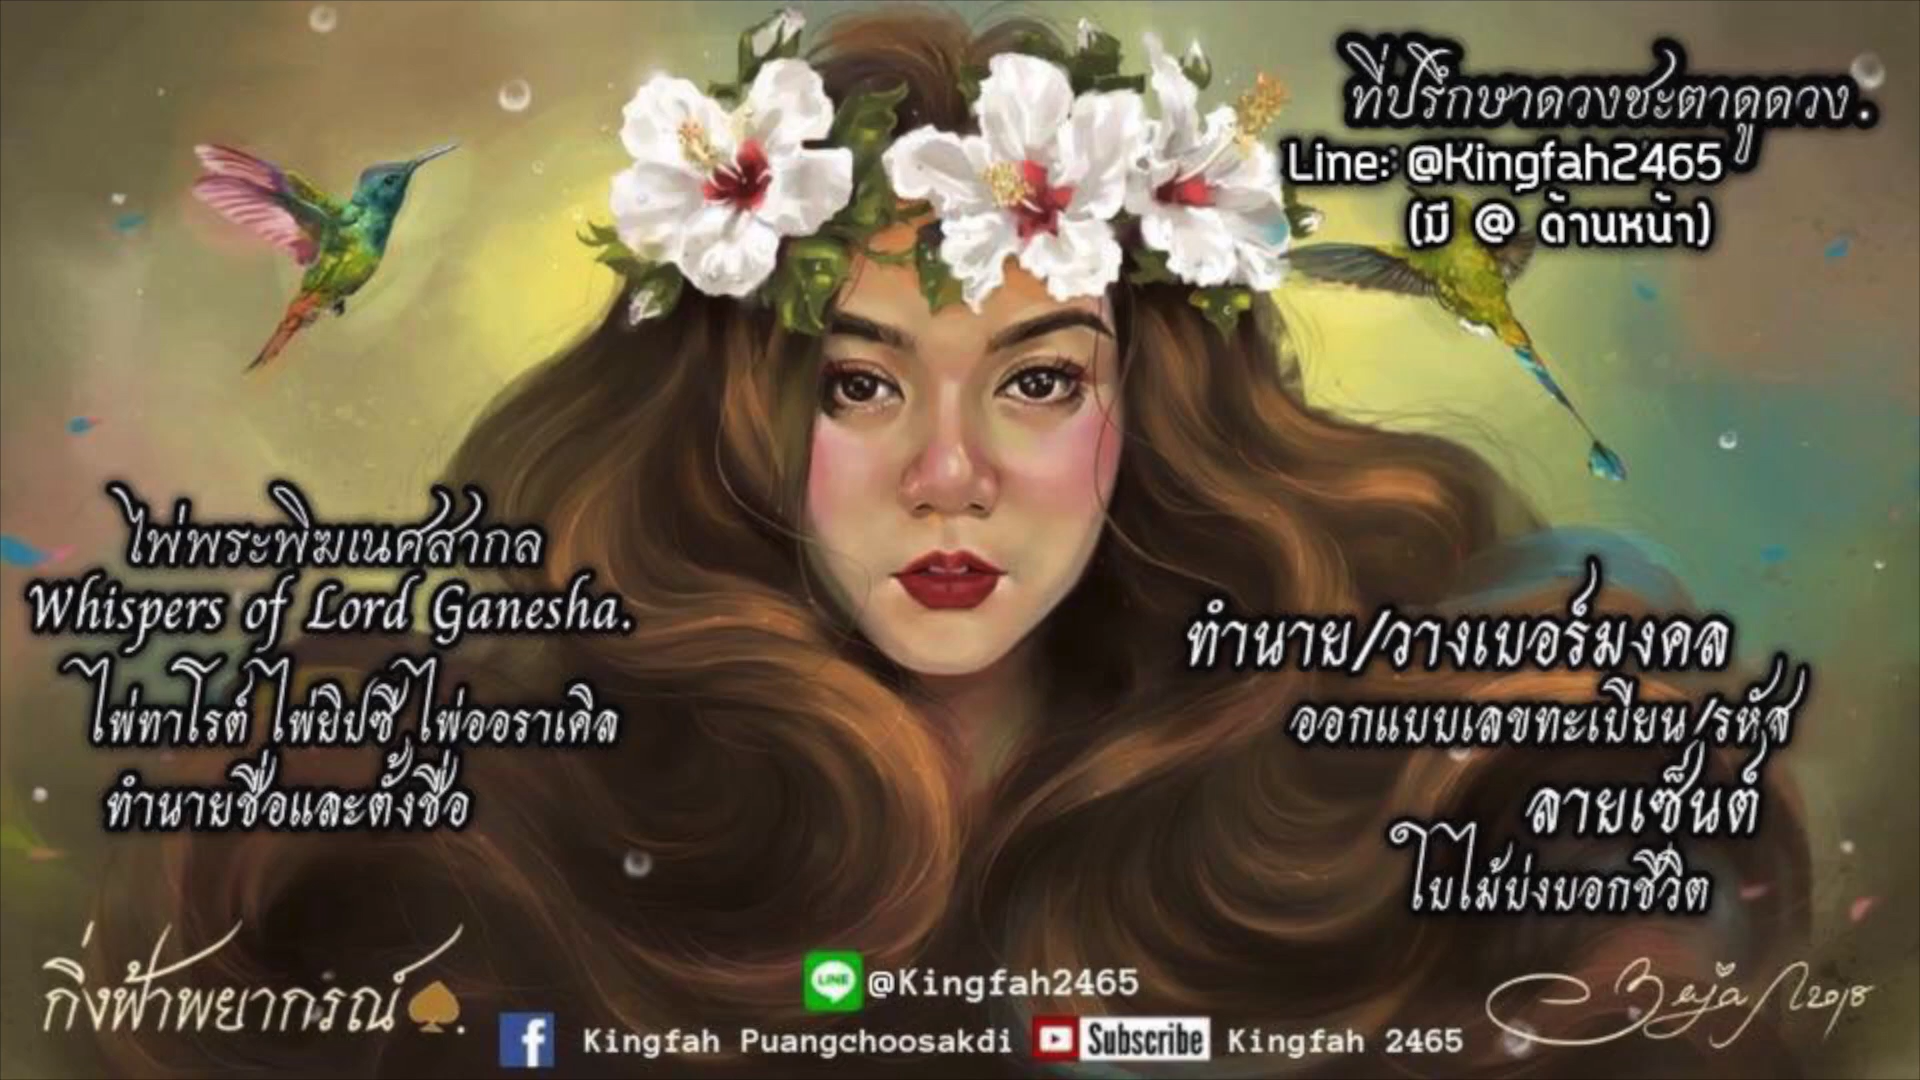 ที่ปรึกษาดวงชะตาดูดวง.
Line: @Kingfah2465
(มี @ ด้านหน้า)
ไพ่พระพิฆเนศสากล
Whispers of Lord Ganesha.
ไพ่ทาโรต์ ไพ่ยิปซี ไพ่ออราเคิล
ทำนายชื่อและตั้งชื่อ
ทำนาย/วางเบอร์มงคล
ออกแบบเลขทะเบียน/รหัส
ลายเซ็นต์
ใบไม้บ่งบอกชีวิต
กิ่งฟ้าพยากรณ์.
LINE @Kingfah2465
f Kingfah Puangchoosakdi Subscribe Kingfah 2465
2018